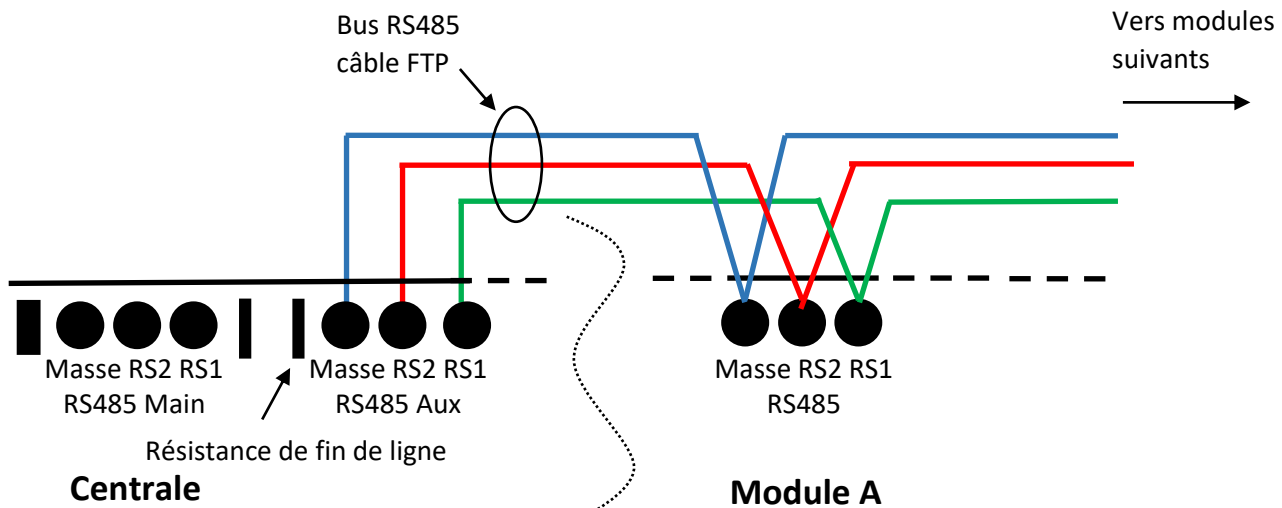 Bus RS485
câble FTP
Vers modules
suivants
Masse RS2 RS1
RS485 Main
Masse RS2 RS1
RS485 Aux
Masse RS2 RS1
RS485
Résistance de fin de ligne
Centrale
Module A